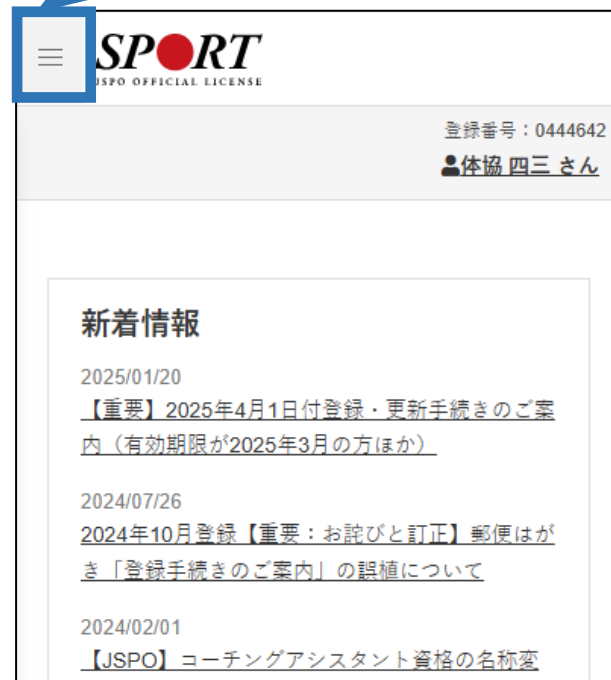 SPORT
JSPO OFFICIAL LICENSE
登録番号：0444642
体協 四三 さん
新着情報
2025/01/20
【重要】2025年4月1日付登録・更新手続きのご案
内（有効期限が2025年3月の方ほか）
2024/07/26
2024年10月登録【重要：お詫びと訂正】郵便はが
き「登録手続きのご案内」の誤植について
2024/02/01
【JSPO】コーチングアシスタント資格の名称変